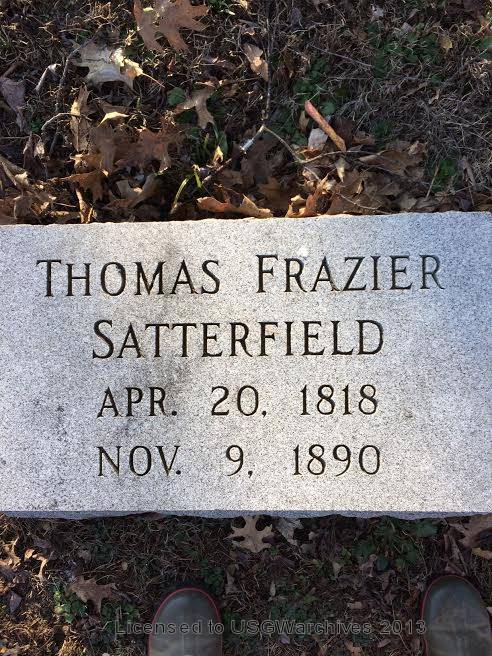 THOMAS FRAZIER
SATTERFIELD
APR. 20, 1818
NOV. 9, 1890
Licensed to USGWarchives 2013